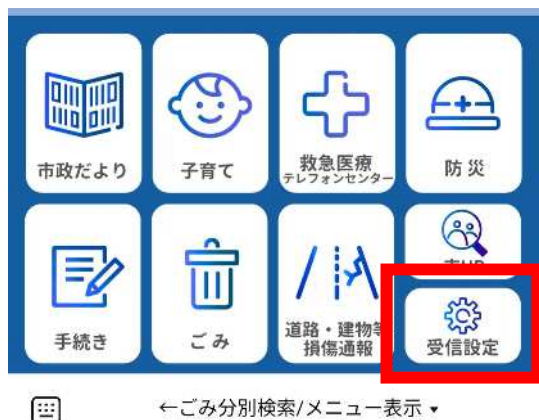 市政だより
子育て
救急医療
テレフォンセンター
防災
手続き
ごみ
道路・建物等
損傷通報
受信設定
←ごみ分別検索/メニュー表示 ▾